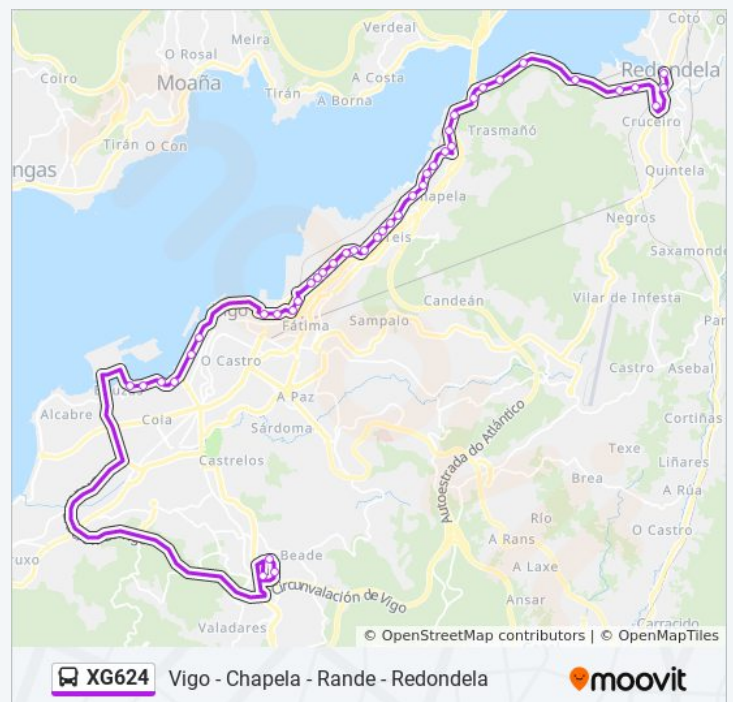 Verdeal
Coto
Meira
O Rosal
Coiro
Moaña
A Costa
Redondela
Tirán
A Borna
Cruceiro
Trasmañó
Tirán
O Con
ngas
Quintela
Negros
Saxamonde
Candeán
Vilar de Infesta
Fátima
Sampaio
O Castro
Castro
Asebal
A Paz
Alcabre
Cola
Sárdoma
Cortiñas
Castrelos
Texe
Liñares
Brea
A Rúa
Autoestrada do Atlántico
Río
O Castro
A Rans
Beade
A Laxe
Circunvalación de Vigo
Ansar
Valadares
Carracido
© OpenStreetMap contributors | © OpenMapTiles
XG624
Vigo - Chapela - Rande - Redondela
moovit